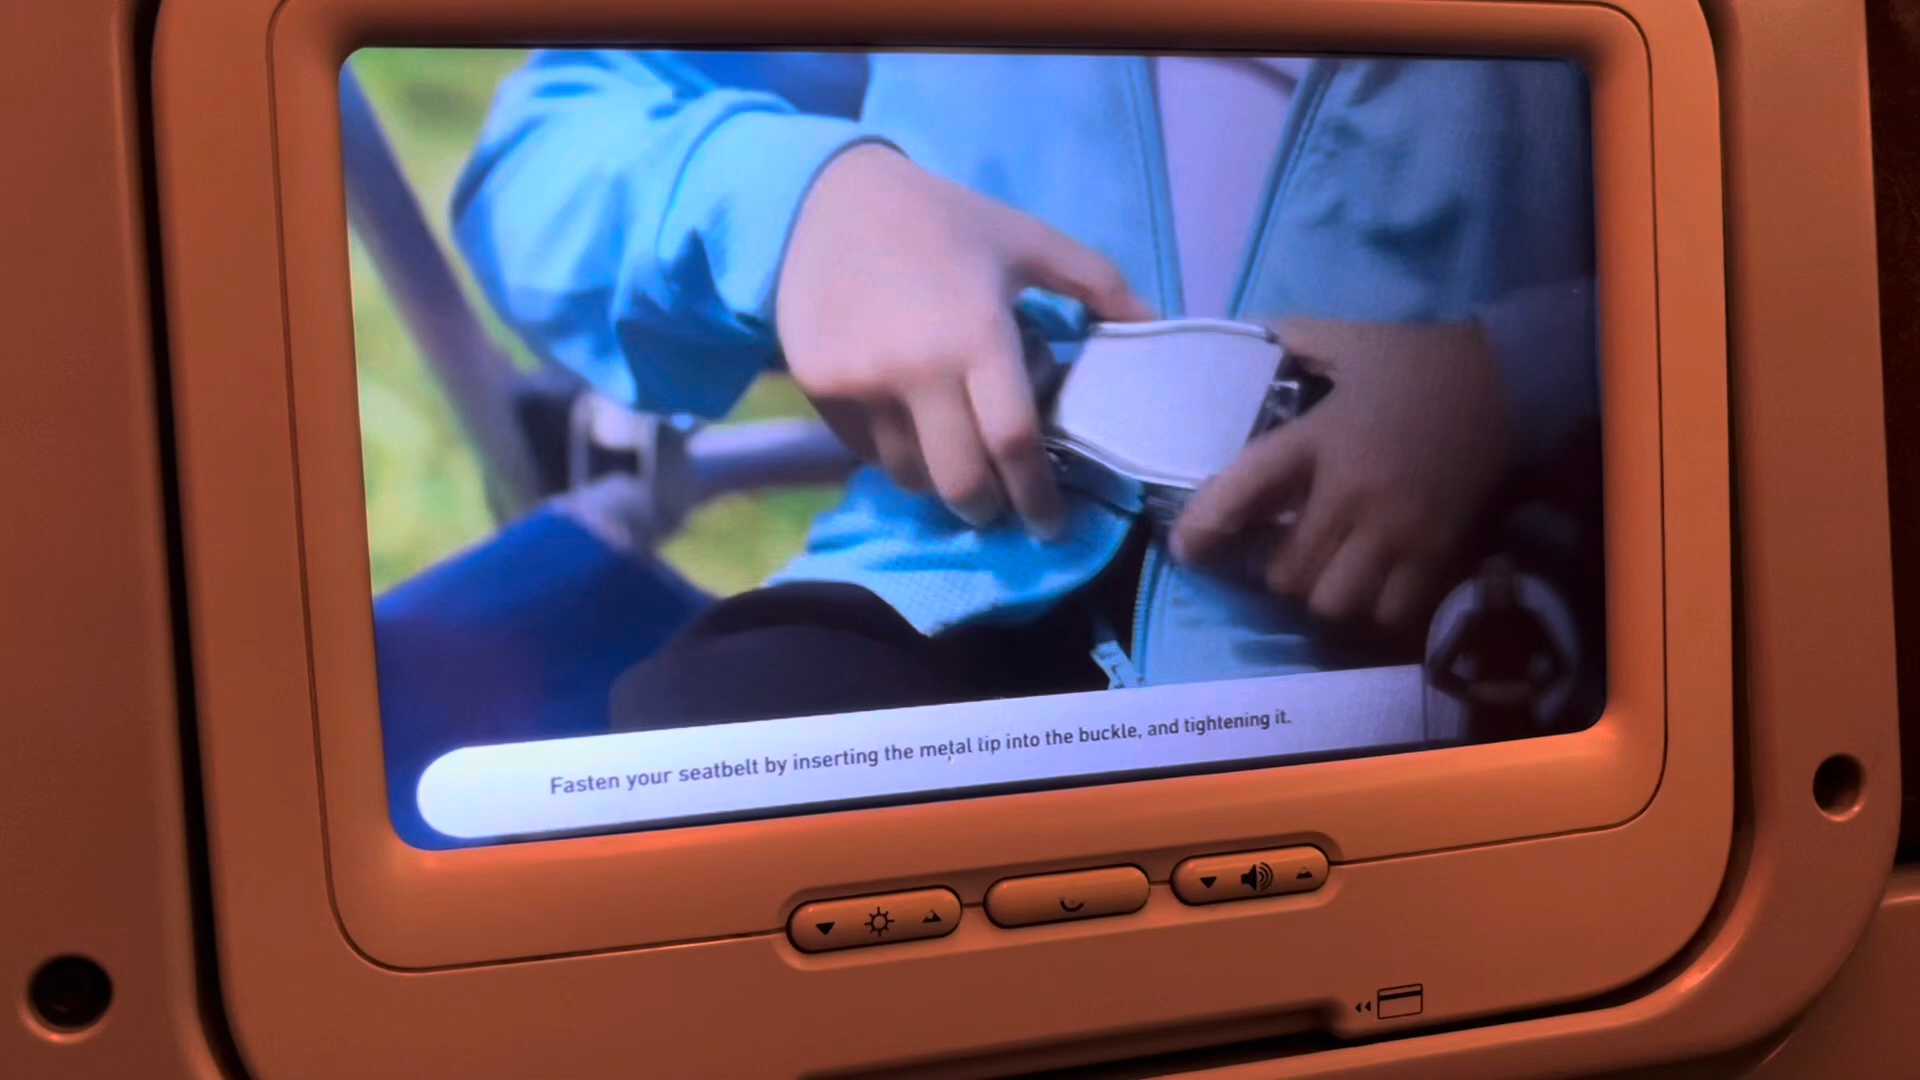 Fasten your seatbelt by inserting the metal tip into the buckle, and tightening it.